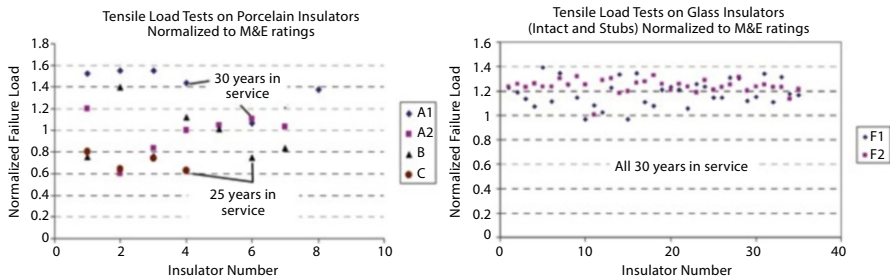 Tensile Load Tests on Porcelain Insulators
Normalized to M&E ratings
Normalized Failure Load
1.8
1.6
1.4
1.2
1
0.8
0.6
0.4
0.2
0
30 years in
service
25 years in
service
0
2
4
6
8
10
Insulator Number
A1
A2
B
C
Tensile Load Tests on Glass Insulators
(Intact and Stubs) Normalized to M&E ratings
Normalized Failure Load
1.6
1.4
1.2
1
0.8
0.6
0.4
0.2
0
All 30 years in service
0
10
20
30
40
Insulator Number
F1
F2